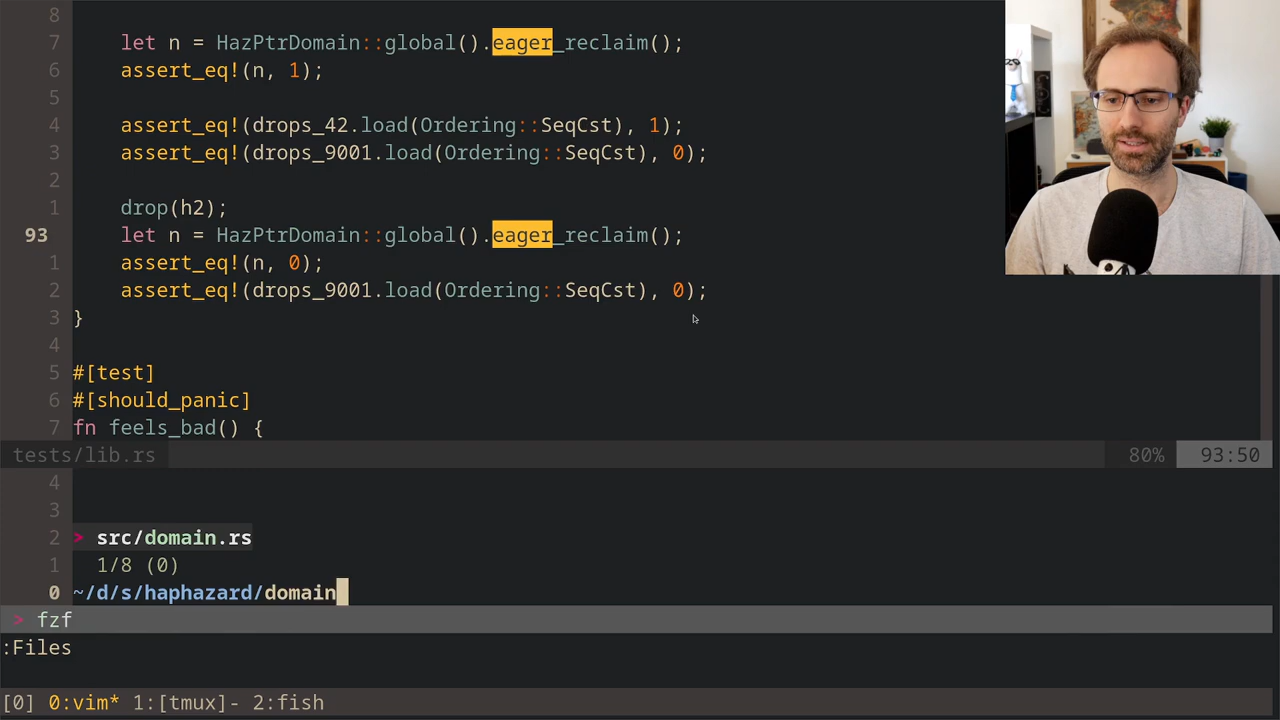 8
7 let n = HazPtrDomain::global().eager_reclaim();
6 assert_eq!(n, 1);
5
4 assert_eq!(drops_42.load(Ordering::SeqCst), 1);
3 assert_eq!(drops_9001.load(Ordering::SeqCst), 0);
2
1 drop(h2);
93 let n = HazPtrDomain::global().eager_reclaim();
1 assert_eq!(n, 0);
2 assert_eq!(drops_9001.load(Ordering::SeqCst), 0);
3 }
4
5 #[test]
6 #[should_panic]
7 fn feels_bad() {
tests/lib.rs 80% 93:50
4
3
2 > src/domain.rs
1 1/8 (0)
0 ~/d/s/haphazard/domain
> fzf
:Files
[0] 0:vim* 1:[tmux]- 2:fish